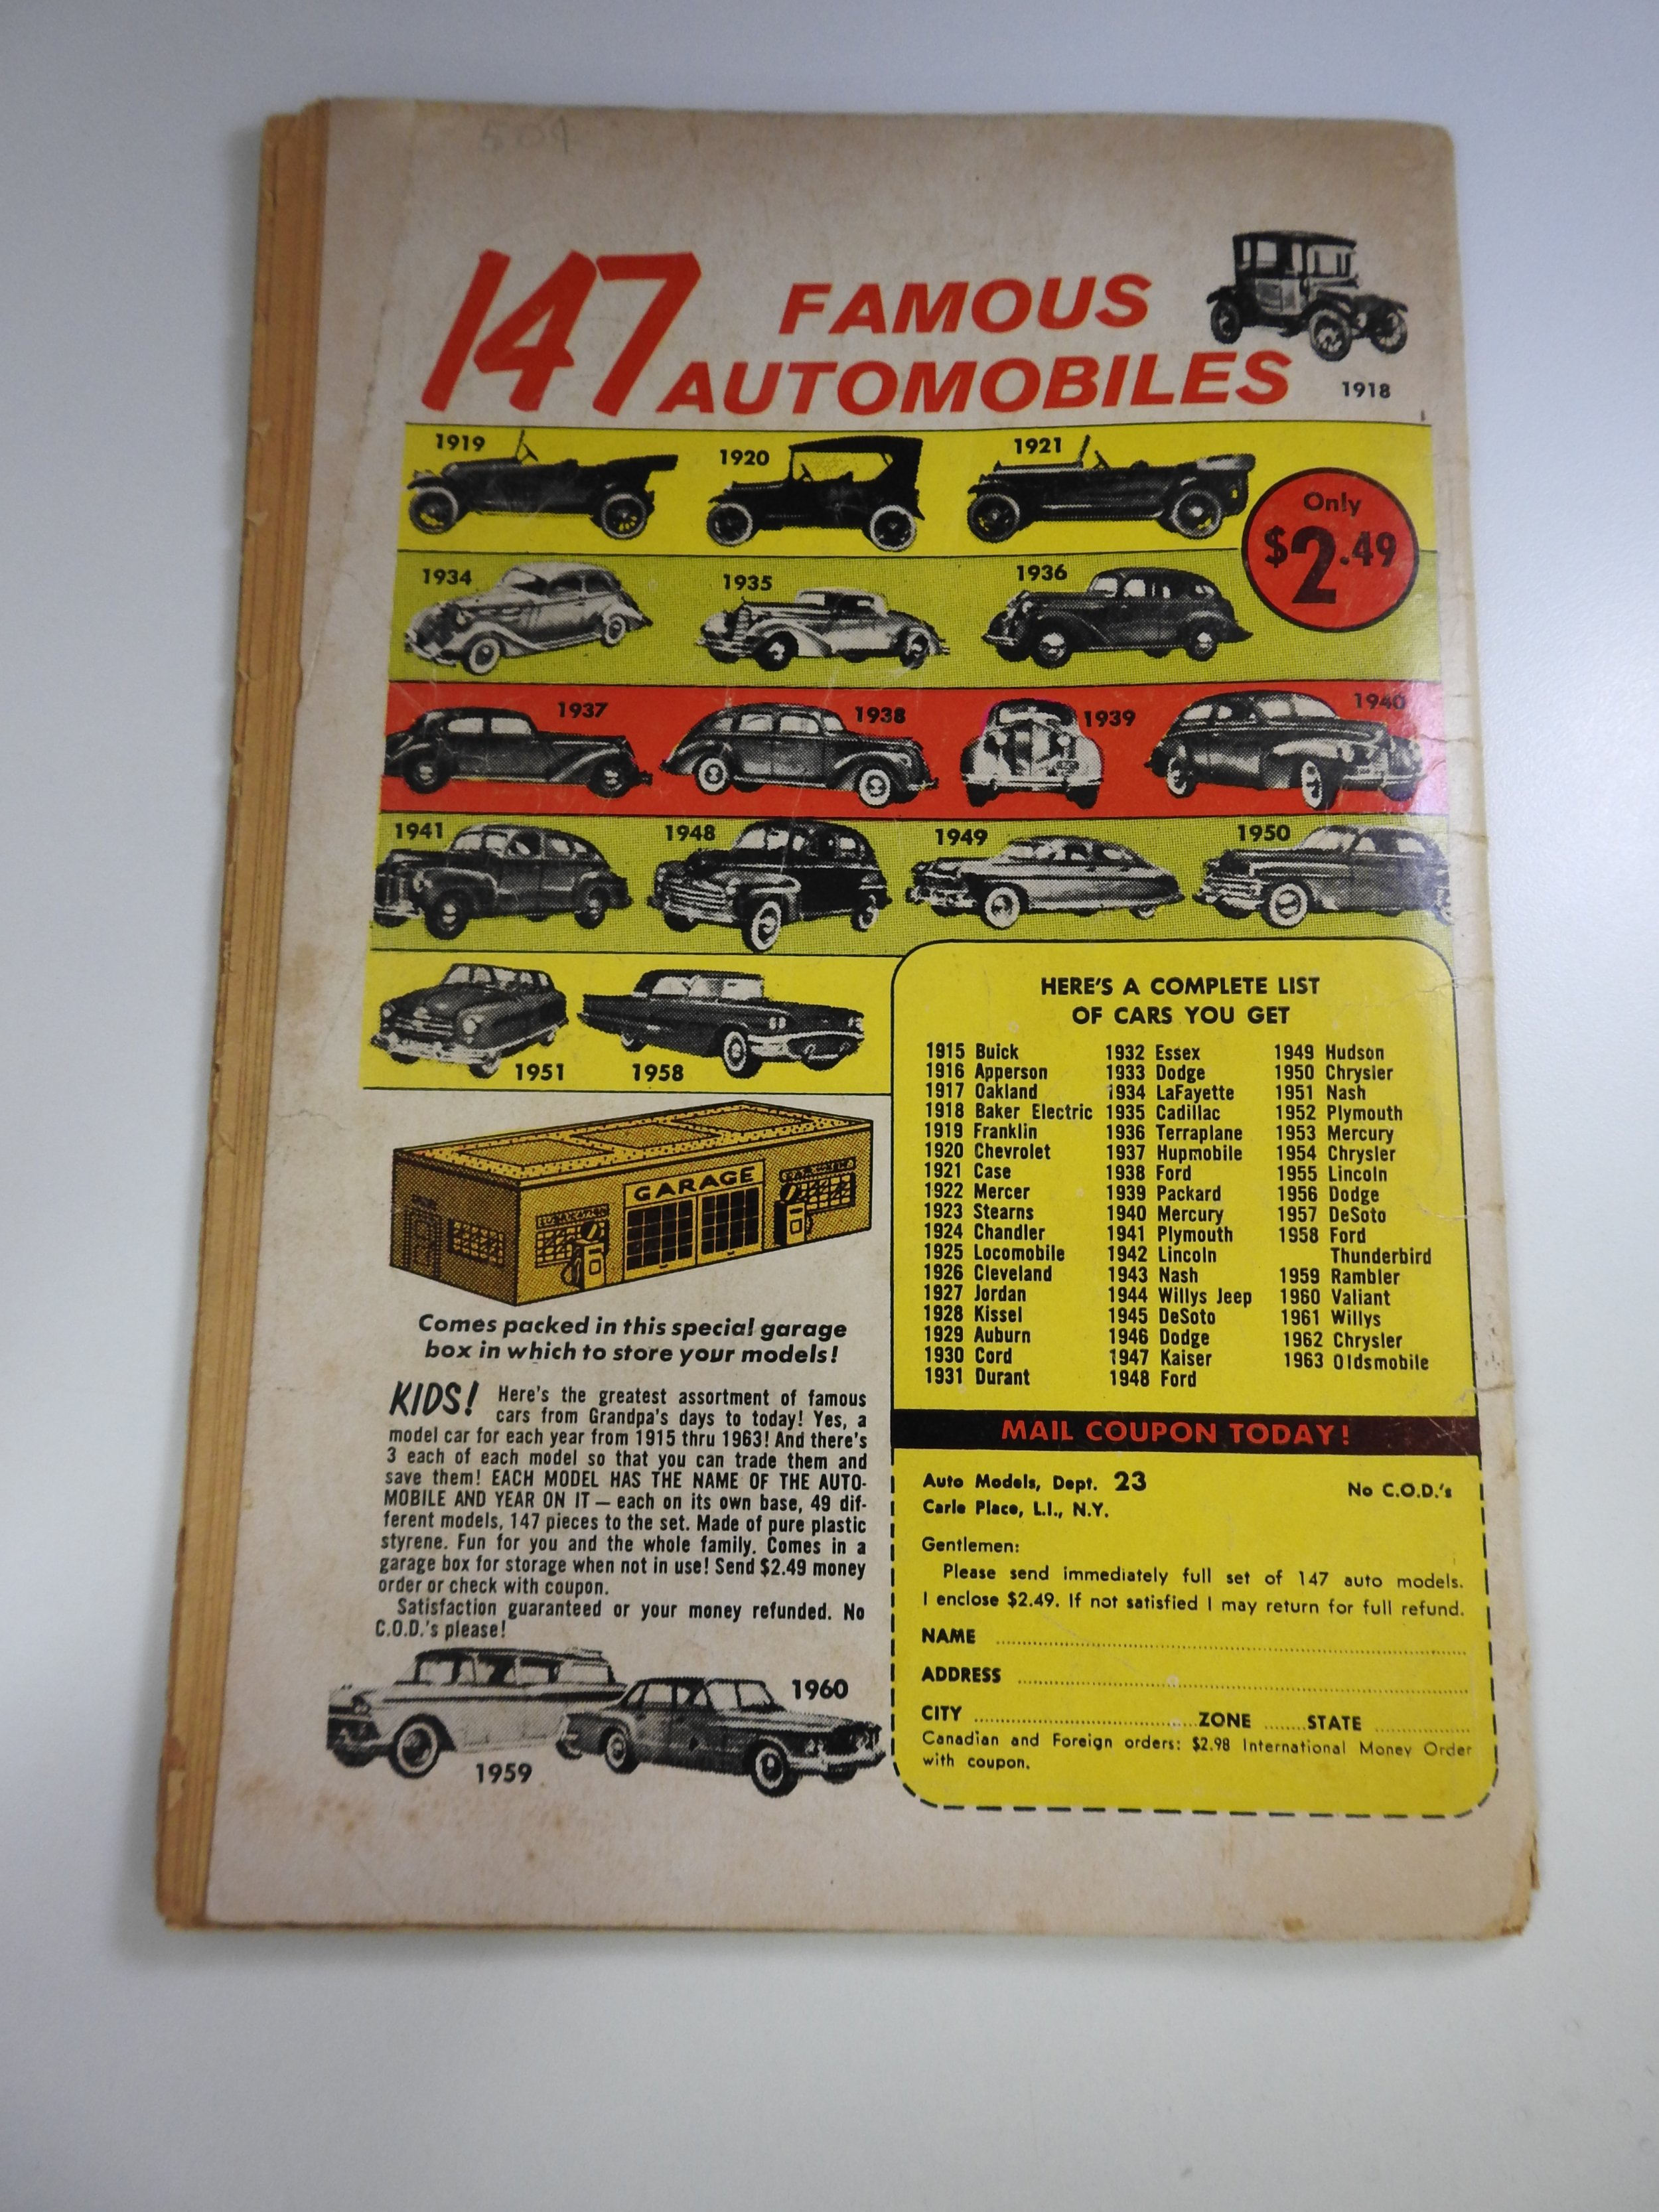 504
147 FAMOUS
AUTOMOBILES
1918
1919
1920
1921
Only
$2.49
1934
1935
1936
1937
1938
1939
1940
1941
1948
1949
1950
1951
1958
GARAGE
LUBRICATION
Comes packed in this special garage
box in which to store your models!
KIDS! Here's the greatest assortment of famous
cars from Grandpa's days to today! Yes, a
model car for each year from 1915 thru 1963! And there's
3 each of each model so that you can trade them and
save them! EACH MODEL HAS THE NAME OF THE AUTO-
MOBILE AND YEAR ON IT — each on its own base, 49 dif-
ferent models, 147 pieces to the set. Made of pure plastic
styrene. Fun for you and the whole family. Comes in a
garage box for storage when not in use! Send $2.49 money
order or check with coupon.
Satisfaction guaranteed or your money refunded. No
C.O.D.'s please!
1959
1960
HERE'S A COMPLETE LIST
OF CARS YOU GET
1915 Buick
1916 Apperson
1917 Oakland
1918 Baker Electric
1919 Franklin
1920 Chevrolet
1921 Case
1922 Mercer
1923 Stearns
1924 Chandler
1925 Locomobile
1926 Cleveland
1927 Jordan
1928 Kissel
1929 Auburn
1930 Cord
1931 Durant
1932 Essex
1933 Dodge
1934 LaFayette
1935 Cadillac
1936 Terraplane
1937 Hupmobile
1938 Ford
1939 Packard
1940 Mercury
1941 Plymouth
1942 Lincoln
1943 Nash
1944 Willys Jeep
1945 DeSoto
1946 Dodge
1947 Kaiser
1948 Ford
1949 Hudson
1950 Chrysler
1951 Nash
1952 Plymouth
1953 Mercury
1954 Chrysler
1955 Lincoln
1956 Dodge
1957 DeSoto
1958 Ford
Thunderbird
1959 Rambler
1960 Valiant
1961 Willys
1962 Chrysler
1963 Oldsmobile
MAIL COUPON TODAY!
Auto Models, Dept. 23 No C.O.D.'s
Carle Place, L.I., N.Y.
Gentlemen:
Please send immediately full set of 147 auto models.
I enclose $2.49. If not satisfied I may return for full refund.
NAME
ADDRESS
CITY ZONE STATE
Canadian and Foreign orders: $2.98 International Money Order
with coupon.